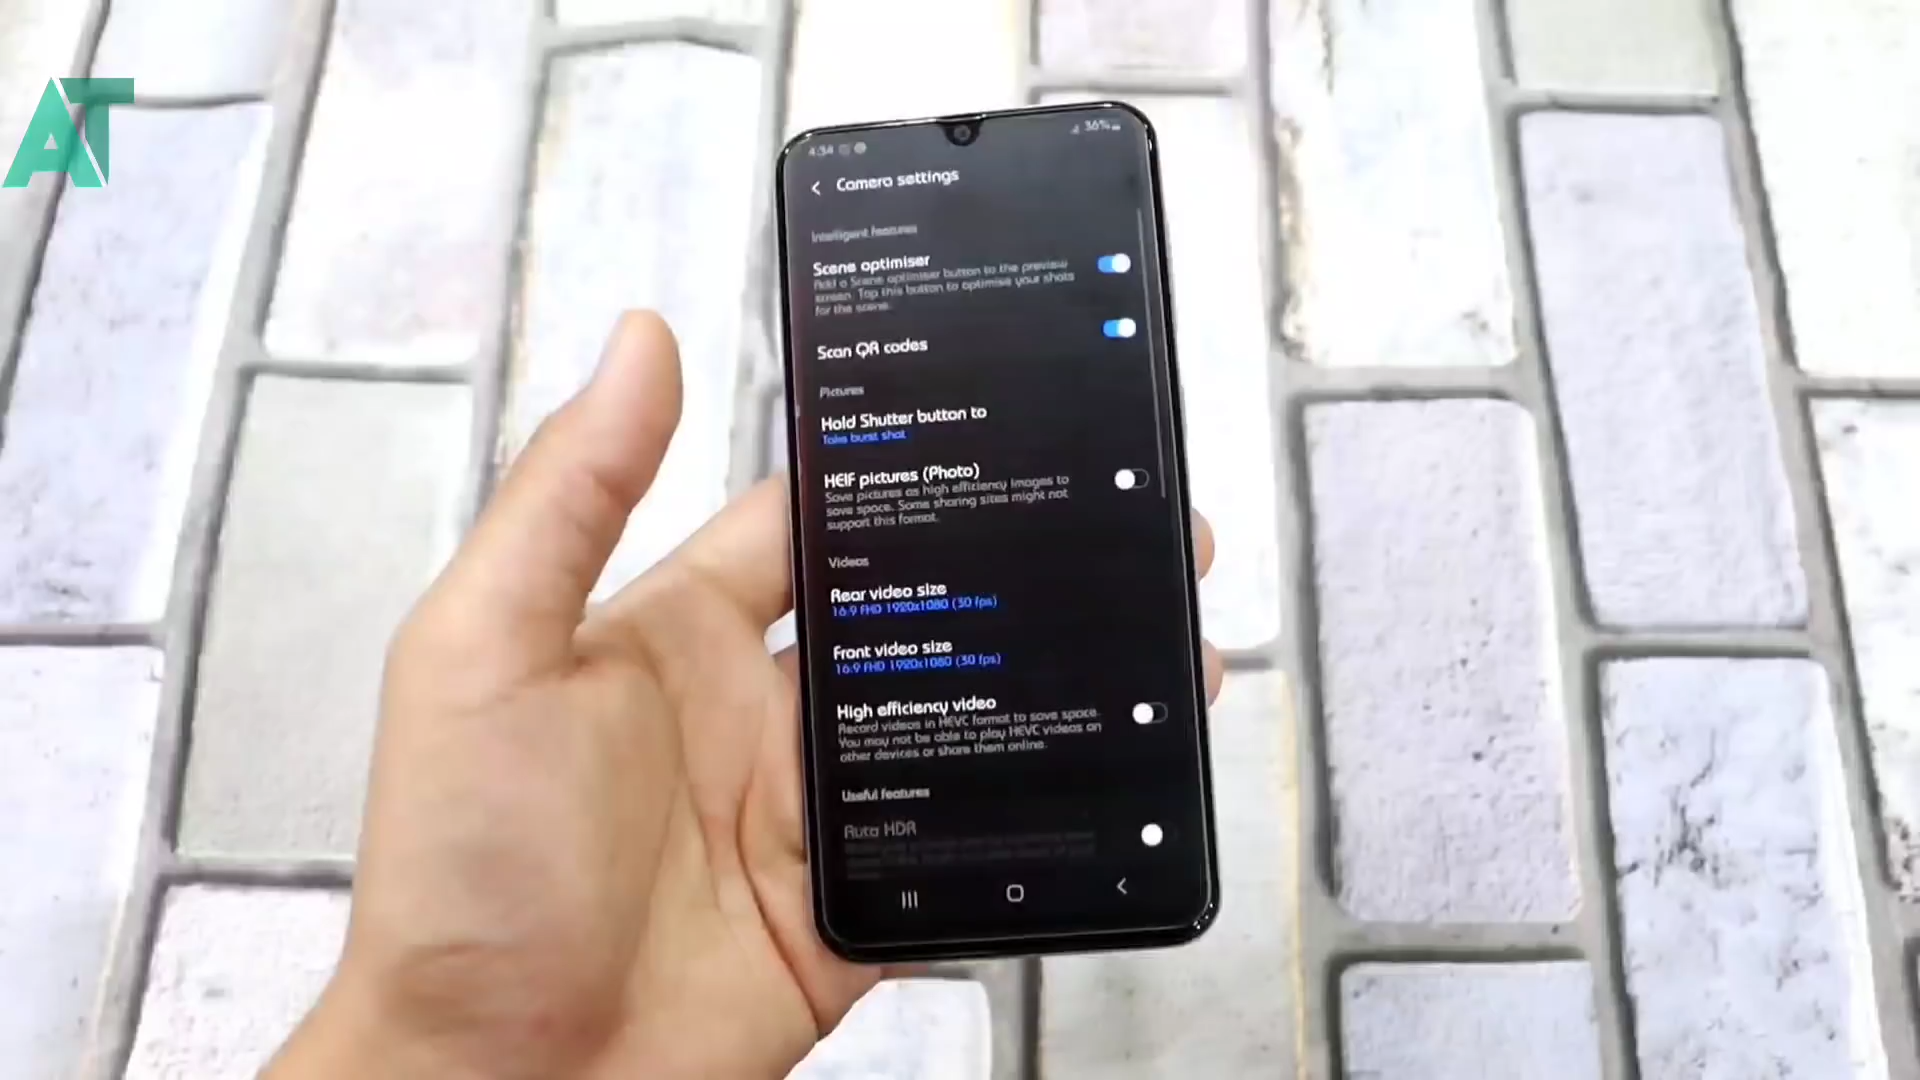 AT
4:34
36%
Camera settings
Intelligent features
Scene optimiser
Add a Scene optimiser button to the preview
screen. Tap this button to optimise your shots
for the scene.
Scan QR codes
Pictures
Hold Shutter button to
Take burst shot
HEIF pictures (Photo)
Save pictures as high efficiency images to
save space. Some sharing sites might not
support this format.
Videos
Rear video size
16:9 FHD 1920x1080 (30 fps)
Front video size
16:9 FHD 1920x1080 (30 fps)
High efficiency video
Record videos in HEVC format to save space.
You may not be able to play HEVC videos on
other devices or share them online.
Useful features
Auto HDR